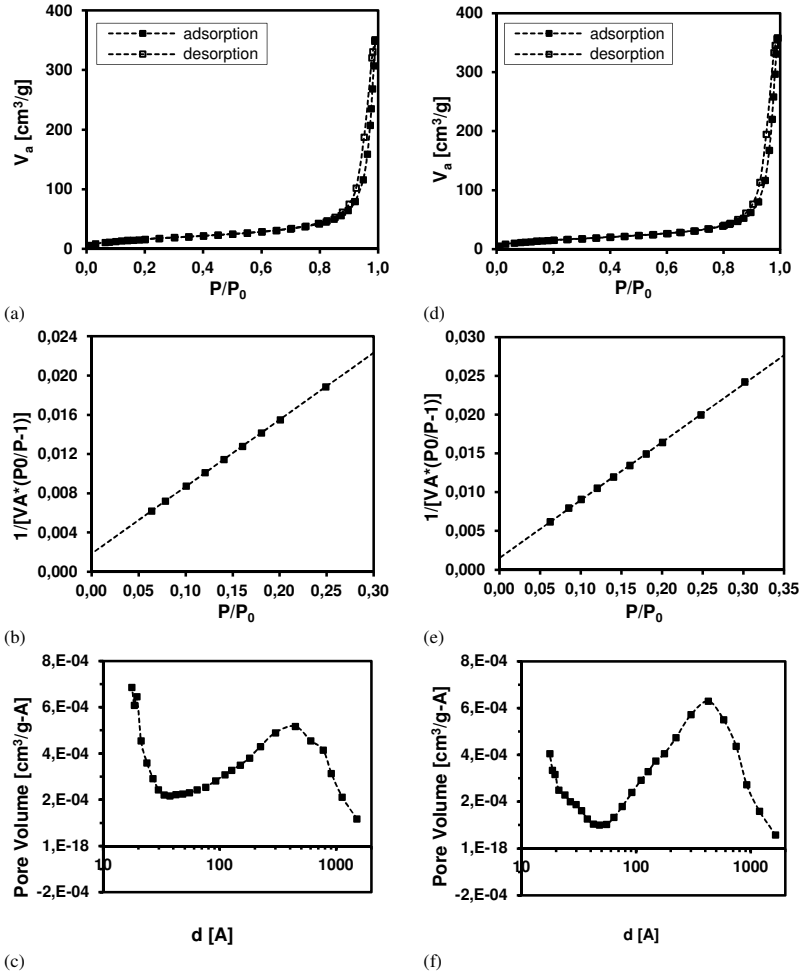 400
300
200
100
0
Vₐ [cm³/g]
adsorption
desorption
0,0 0,2 0,4 0,6 0,8 1,0
P/P₀
(a)
400
300
200
100
0
Vₐ [cm³/g]
adsorption
desorption
0,0 0,2 0,4 0,6 0,8 1,0
P/P₀
(d)
0,024
0,020
0,016
0,012
0,008
0,004
0,000
1/[VA*(P0/P-1)]
0,00 0,05 0,10 0,15 0,20 0,25 0,30
P/P₀
(b)
0,030
0,025
0,020
0,015
0,010
0,005
0,000
1/[VA*(P0/P-1)]
0,00 0,05 0,10 0,15 0,20 0,25 0,30 0,35
P/P₀
(e)
8,E-04
6,E-04
4,E-04
2,E-04
1,E-18
-2,E-04
Pore Volume [cm³/g-A]
10 100 1000
d [A]
(c)
8,E-04
6,E-04
4,E-04
2,E-04
1,E-18
-2,E-04
Pore Volume [cm³/g-A]
10 100 1000
d [A]
(f)